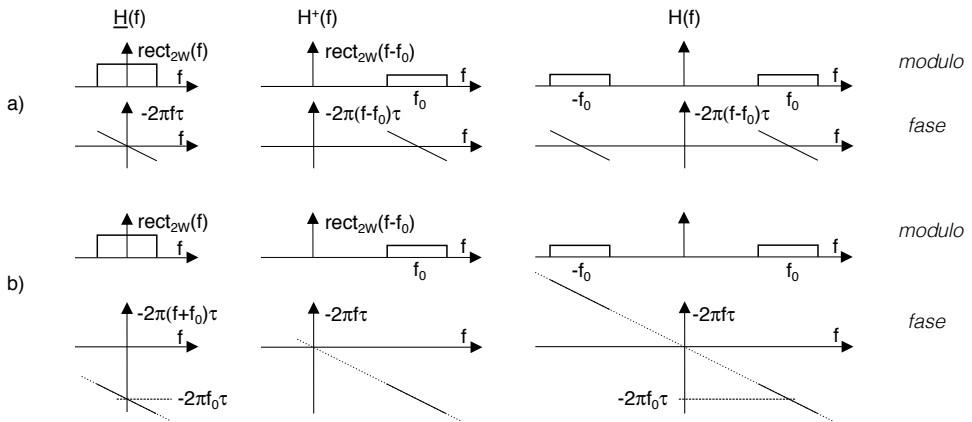 H(f) H⁺(f) H(f)
a)
rect2W(f) f rect2W(f-f0) f f0 f -f0 f0 modulo
-2πfτ f -2π(f-f0)τ f -2π(f-f0)τ f fase
b)
rect2W(f) f rect2W(f-f0) f f0 f -f0 f0 modulo
-2π(f+f0)τ f -2πf0τ -2πfτ f -2πfτ f -2πf0τ fase